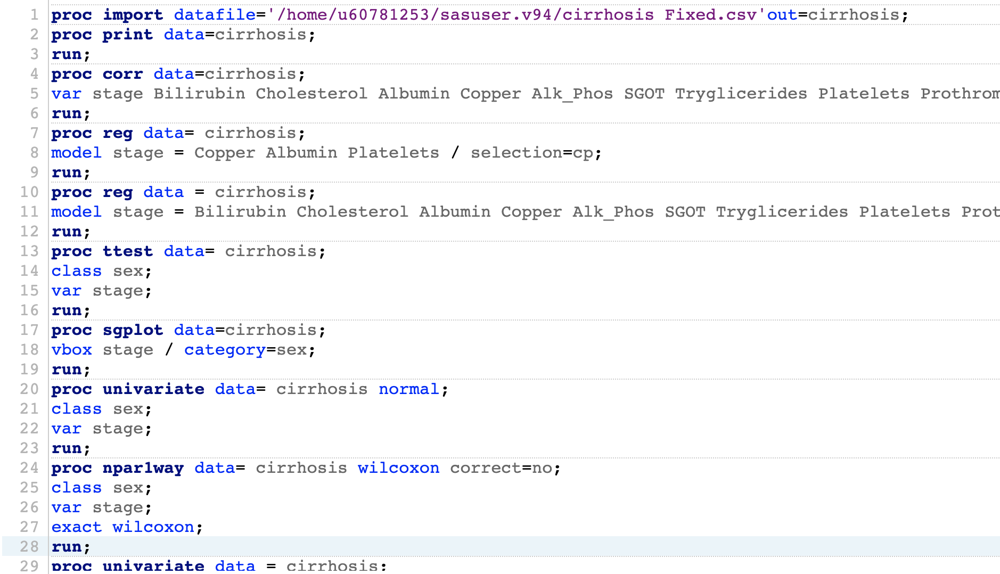 1 proc import datafile='/home/u60781253/sasuser.v94/cirrhosis Fixed.csv'out=cirrhosis;
2 proc print data=cirrhosis;
3 run;
4 proc corr data=cirrhosis;
5 var stage Bilirubin Cholesterol Albumin Copper Alk_Phos SGOT Tryglicerides Platelets Prothrom
6 run;
7 proc reg data= cirrhosis;
8 model stage = Copper Albumin Platelets / selection=cp;
9 run;
10 proc reg data = cirrhosis;
11 model stage = Bilirubin Cholesterol Albumin Copper Alk_Phos SGOT Tryglicerides Platelets Prot
12 run;
13 proc ttest data= cirrhosis;
14 class sex;
15 var stage;
16 run;
17 proc sgplot data=cirrhosis;
18 vbox stage / category=sex;
19 run;
20 proc univariate data= cirrhosis normal;
21 class sex;
22 var stage;
23 run;
24 proc npar1way data= cirrhosis wilcoxon correct=no;
25 class sex;
26 var stage;
27 exact wilcoxon;
28 run;
29 proc univariate data = cirrhosis;